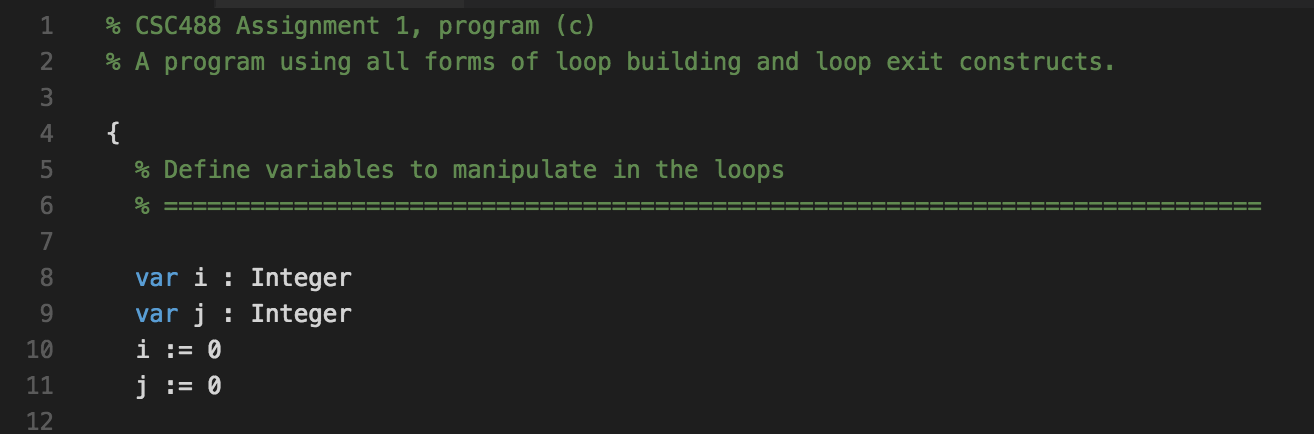 1 % CSC488 Assignment 1, program (c)
2 % A program using all forms of loop building and loop exit constructs.
3
4 {
5 % Define variables to manipulate in the loops
6 % ============================================================================
7
8 var i : Integer
9 var j : Integer
10 i := 0
11 j := 0
12